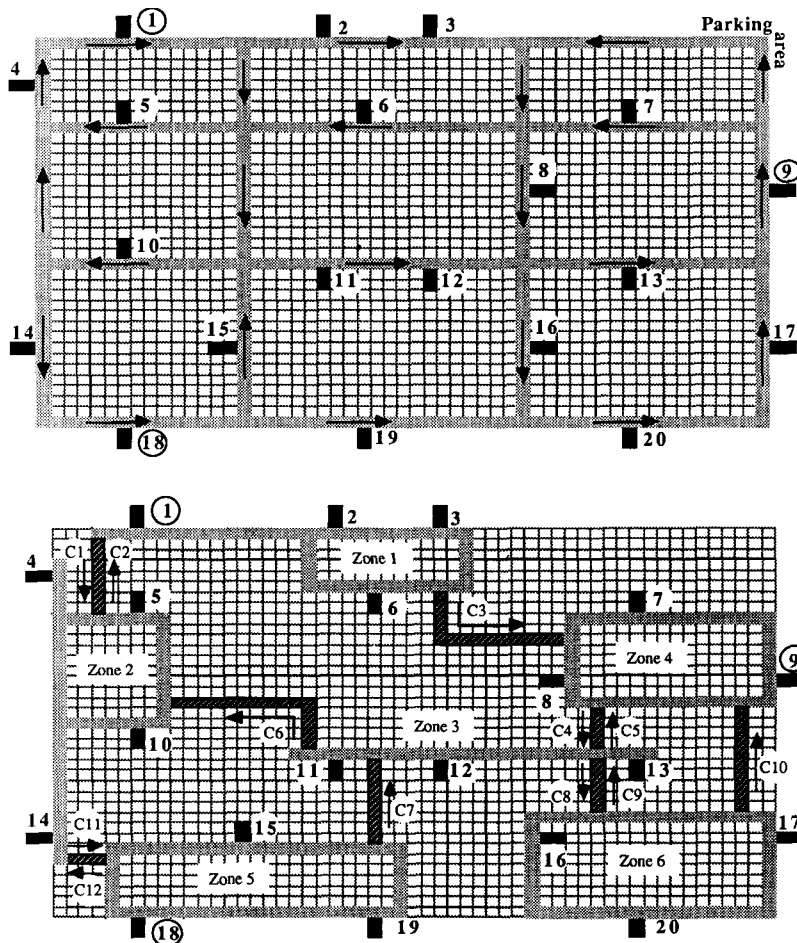 1 2 3 Parking area
4
5 6 7
8 9
10
11 12 13
14 15 16 17
18 19 20
1 2 3
4 C1 C2 Zone 1
5 6 C3 7
Zone 2 Zone 4
8 9
10 C6 Zone 3 C4 C5
11 12 13 C10
C7 C8 C9
14 C11 15 16 17
C12 Zone 5 Zone 6
18 19 20